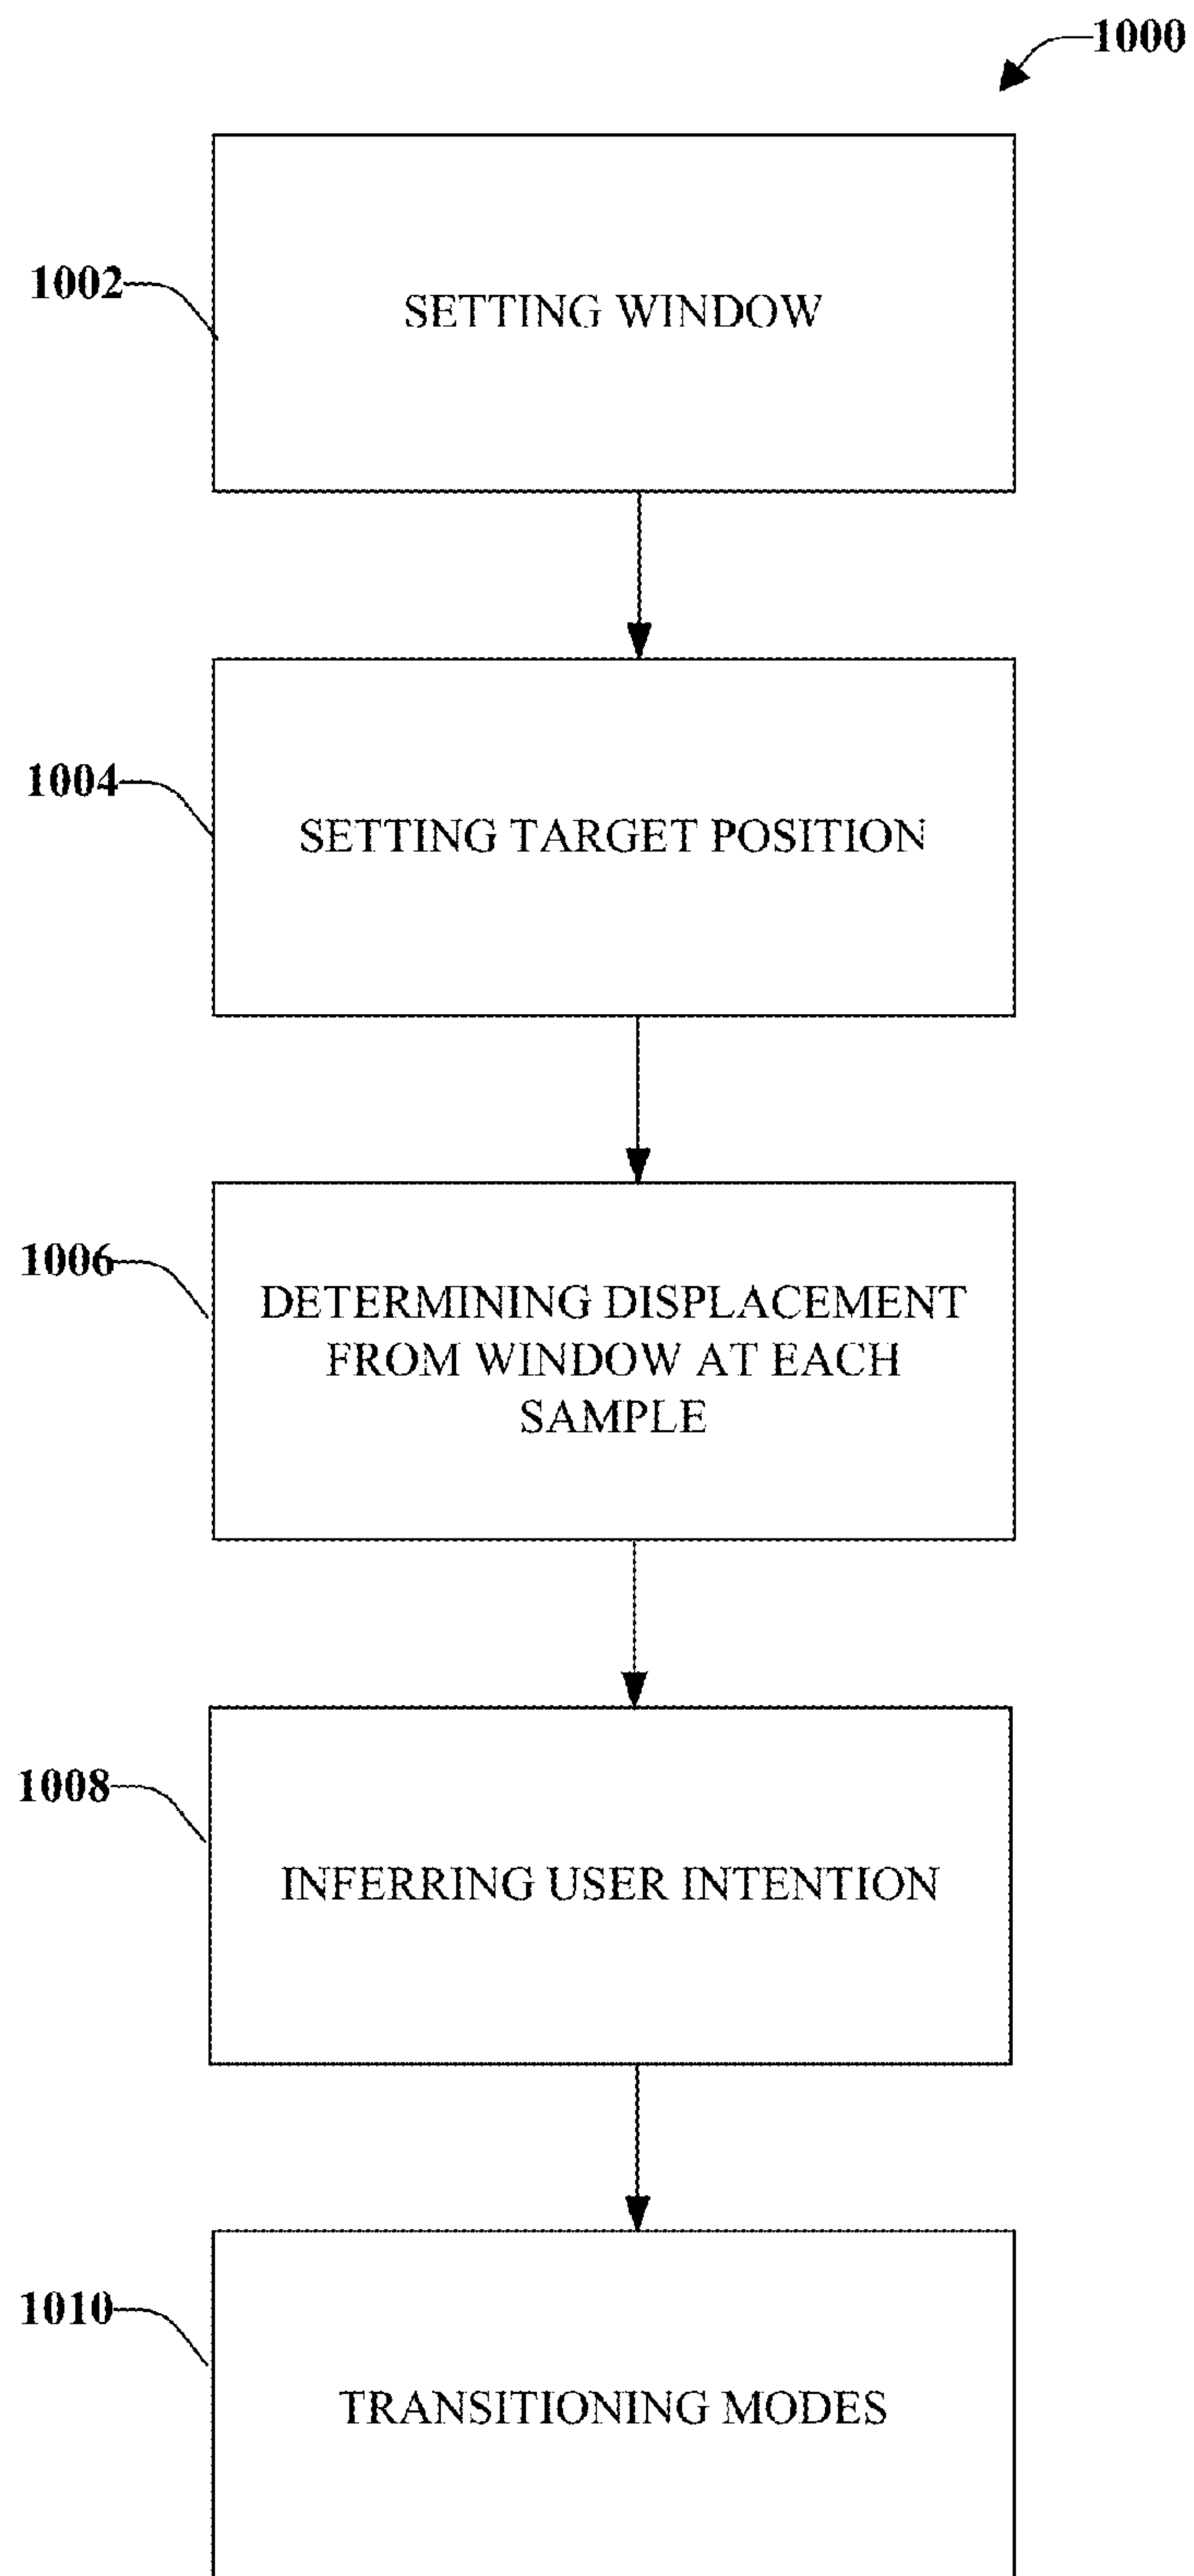 1000
1002
SETTING WINDOW
1004
SETTING TARGET POSITION
1006
DETERMINING DISPLACEMENT
FROM WINDOW AT EACH
SAMPLE
1008
INFERRING USER INTENTION
1010
TRANSITIONING MODES